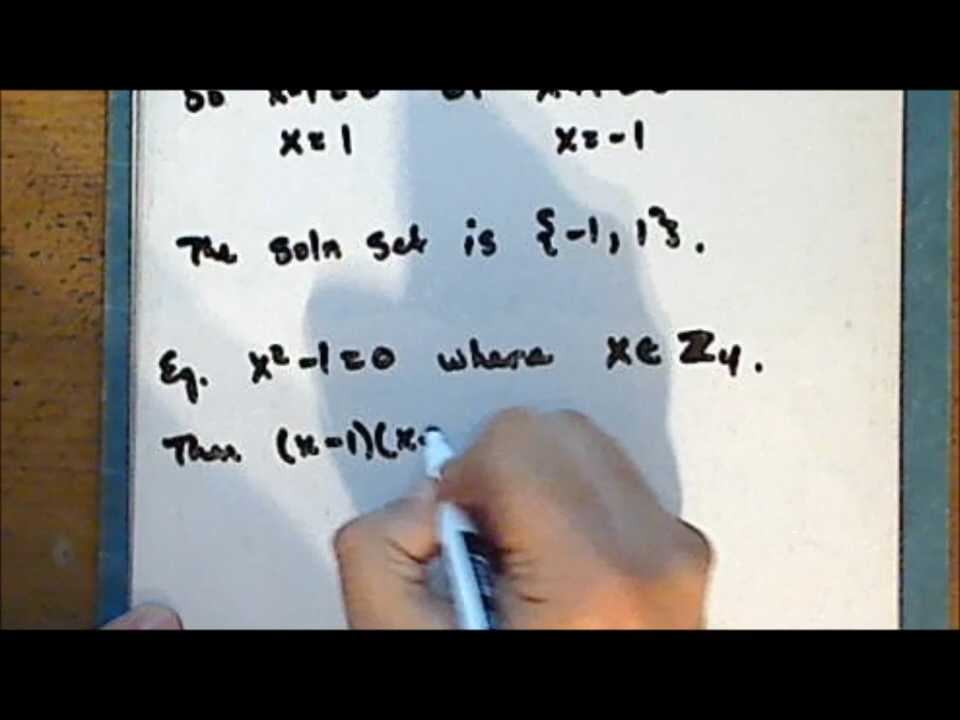 x=1 x=-1
The soln set is {-1, 1}.
Eg. x²-1=0 where x∈ℤ₄.
Then (x-1)(x